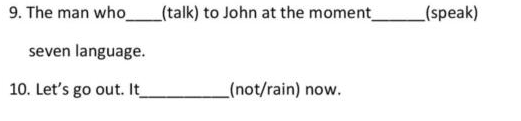 9. The man who____(talk) to John at the moment______(speak)
seven language.
10. Let's go out. It__________(not/rain) now.